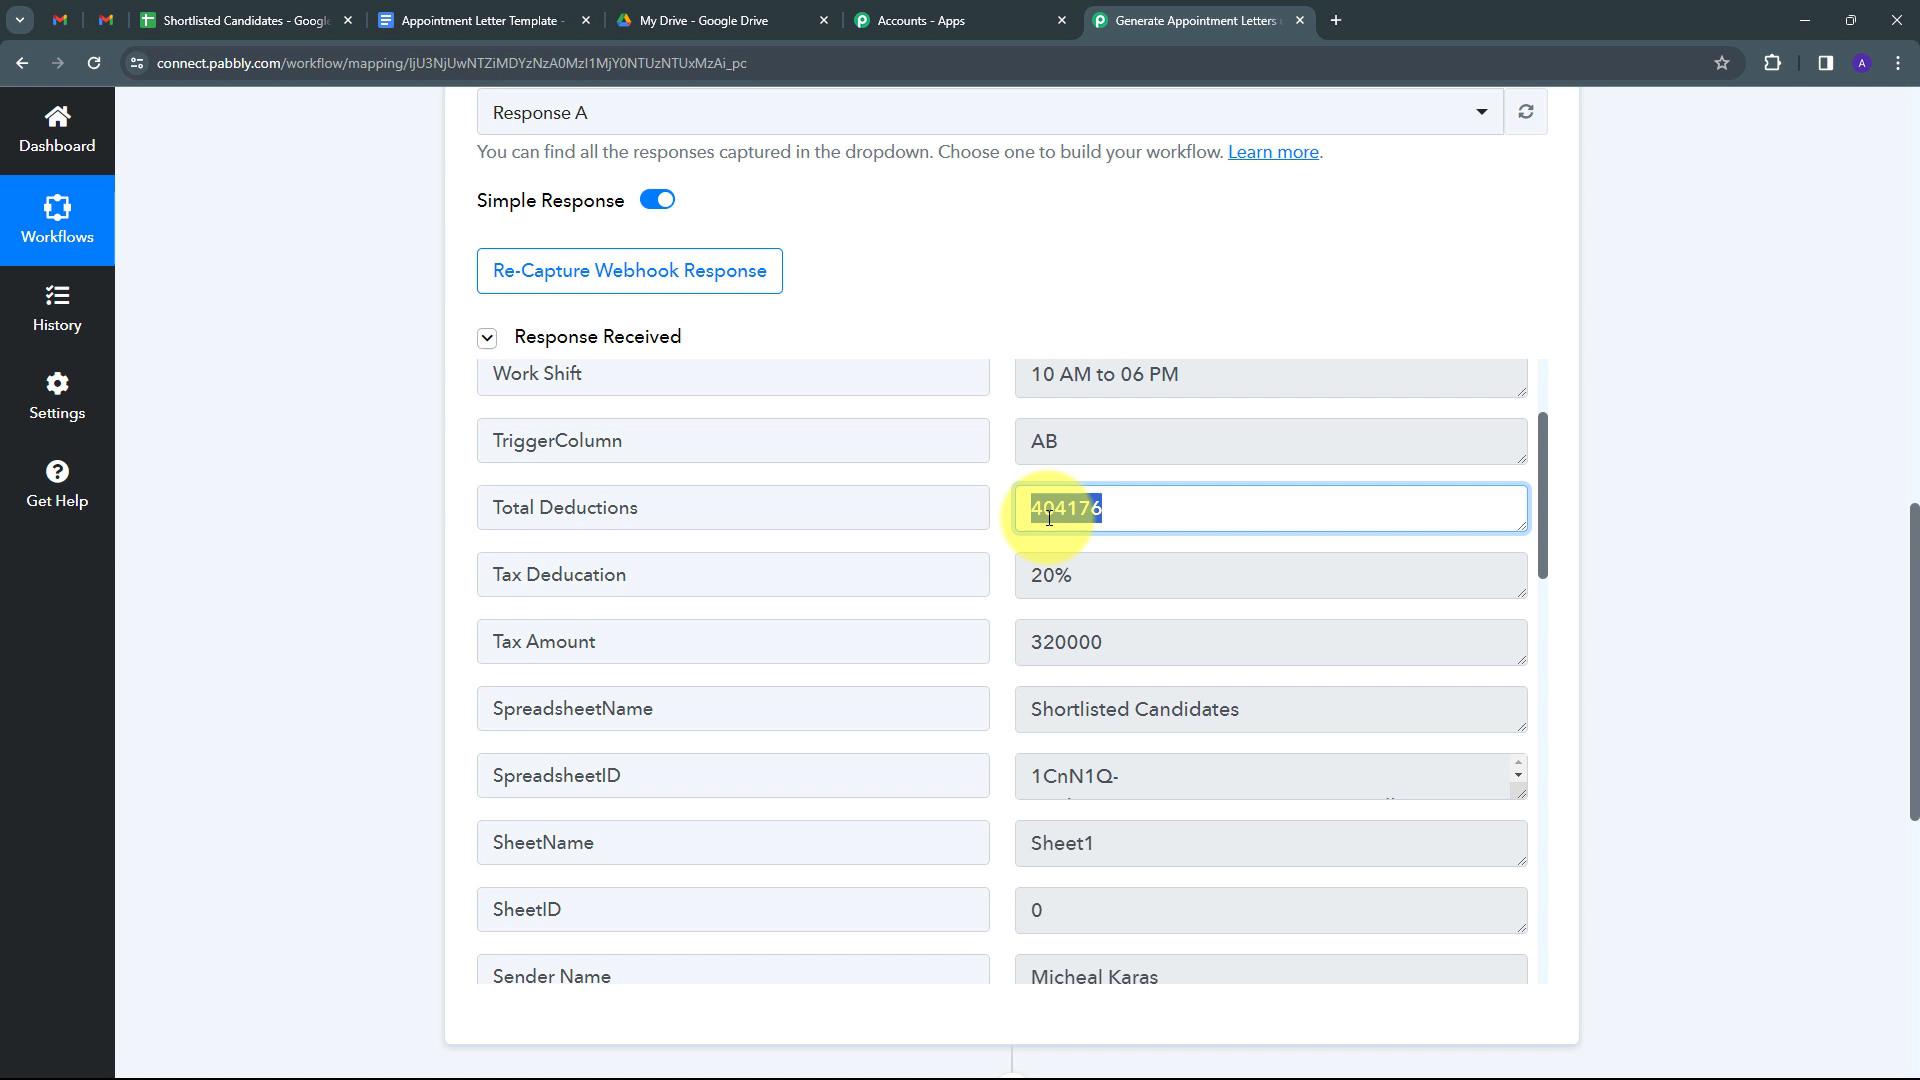 Shortlisted Candidates - Google
Appointment Letter Template -
My Drive - Google Drive
Accounts - Apps
Generate Appointment Letters
connect.pabbly.com/workflow/mapping/IjU3NjUwNTZiMDYzNzA0MzI1MjY0NTUzNTUxMzAi_pc
A
Dashboard
Workflows
History
Settings
Get Help
Response A
You can find all the responses captured in the dropdown. Choose one to build your workflow. Learn more.
Simple Response
Re-Capture Webhook Response
Response Received
Work Shift
10 AM to 06 PM
TriggerColumn
AB
Total Deductions
404176
Tax Deducation
20%
Tax Amount
320000
SpreadsheetName
Shortlisted Candidates
SpreadsheetID
1CnN1Q-
SheetName
Sheet1
SheetID
0
Sender Name
Micheal Karas